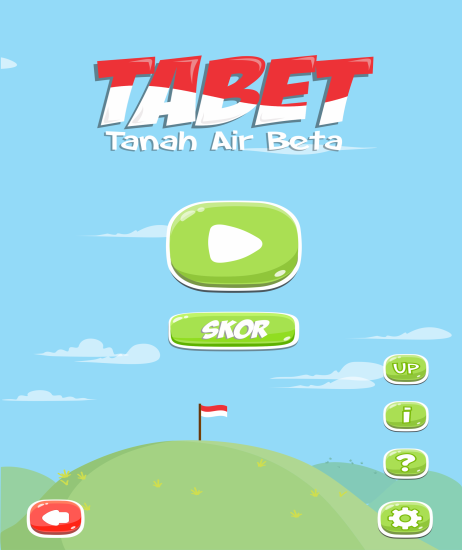 TABET
Tanah Air Beta
SKOR
UP
i
?